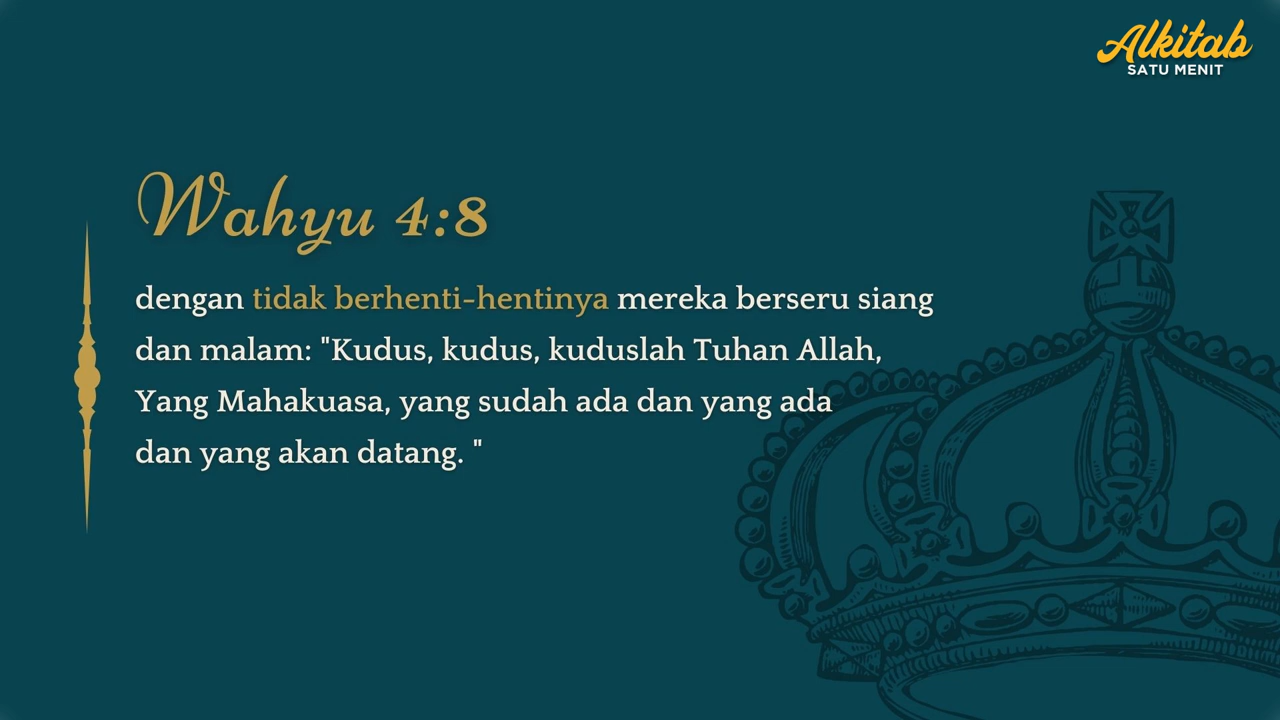 Alkitab
SATU MENIT
Wahyu 4:8
dengan tidak berhenti-hentinya mereka berseru siang
dan malam: "Kudus, kudus, kuduslah Tuhan Allah,
Yang Mahakuasa, yang sudah ada dan yang ada
dan yang akan datang. "